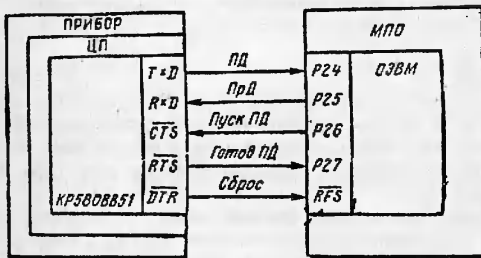 ПРИБОР
ЦП
КР580ВВ51
T×D
R×D
CTS
RTS
DTR
ПД
ПрД
Пуск ПД
Готов ПД
Сброс
МПО
ОЭВМ
P24
P25
P26
P27
RFS